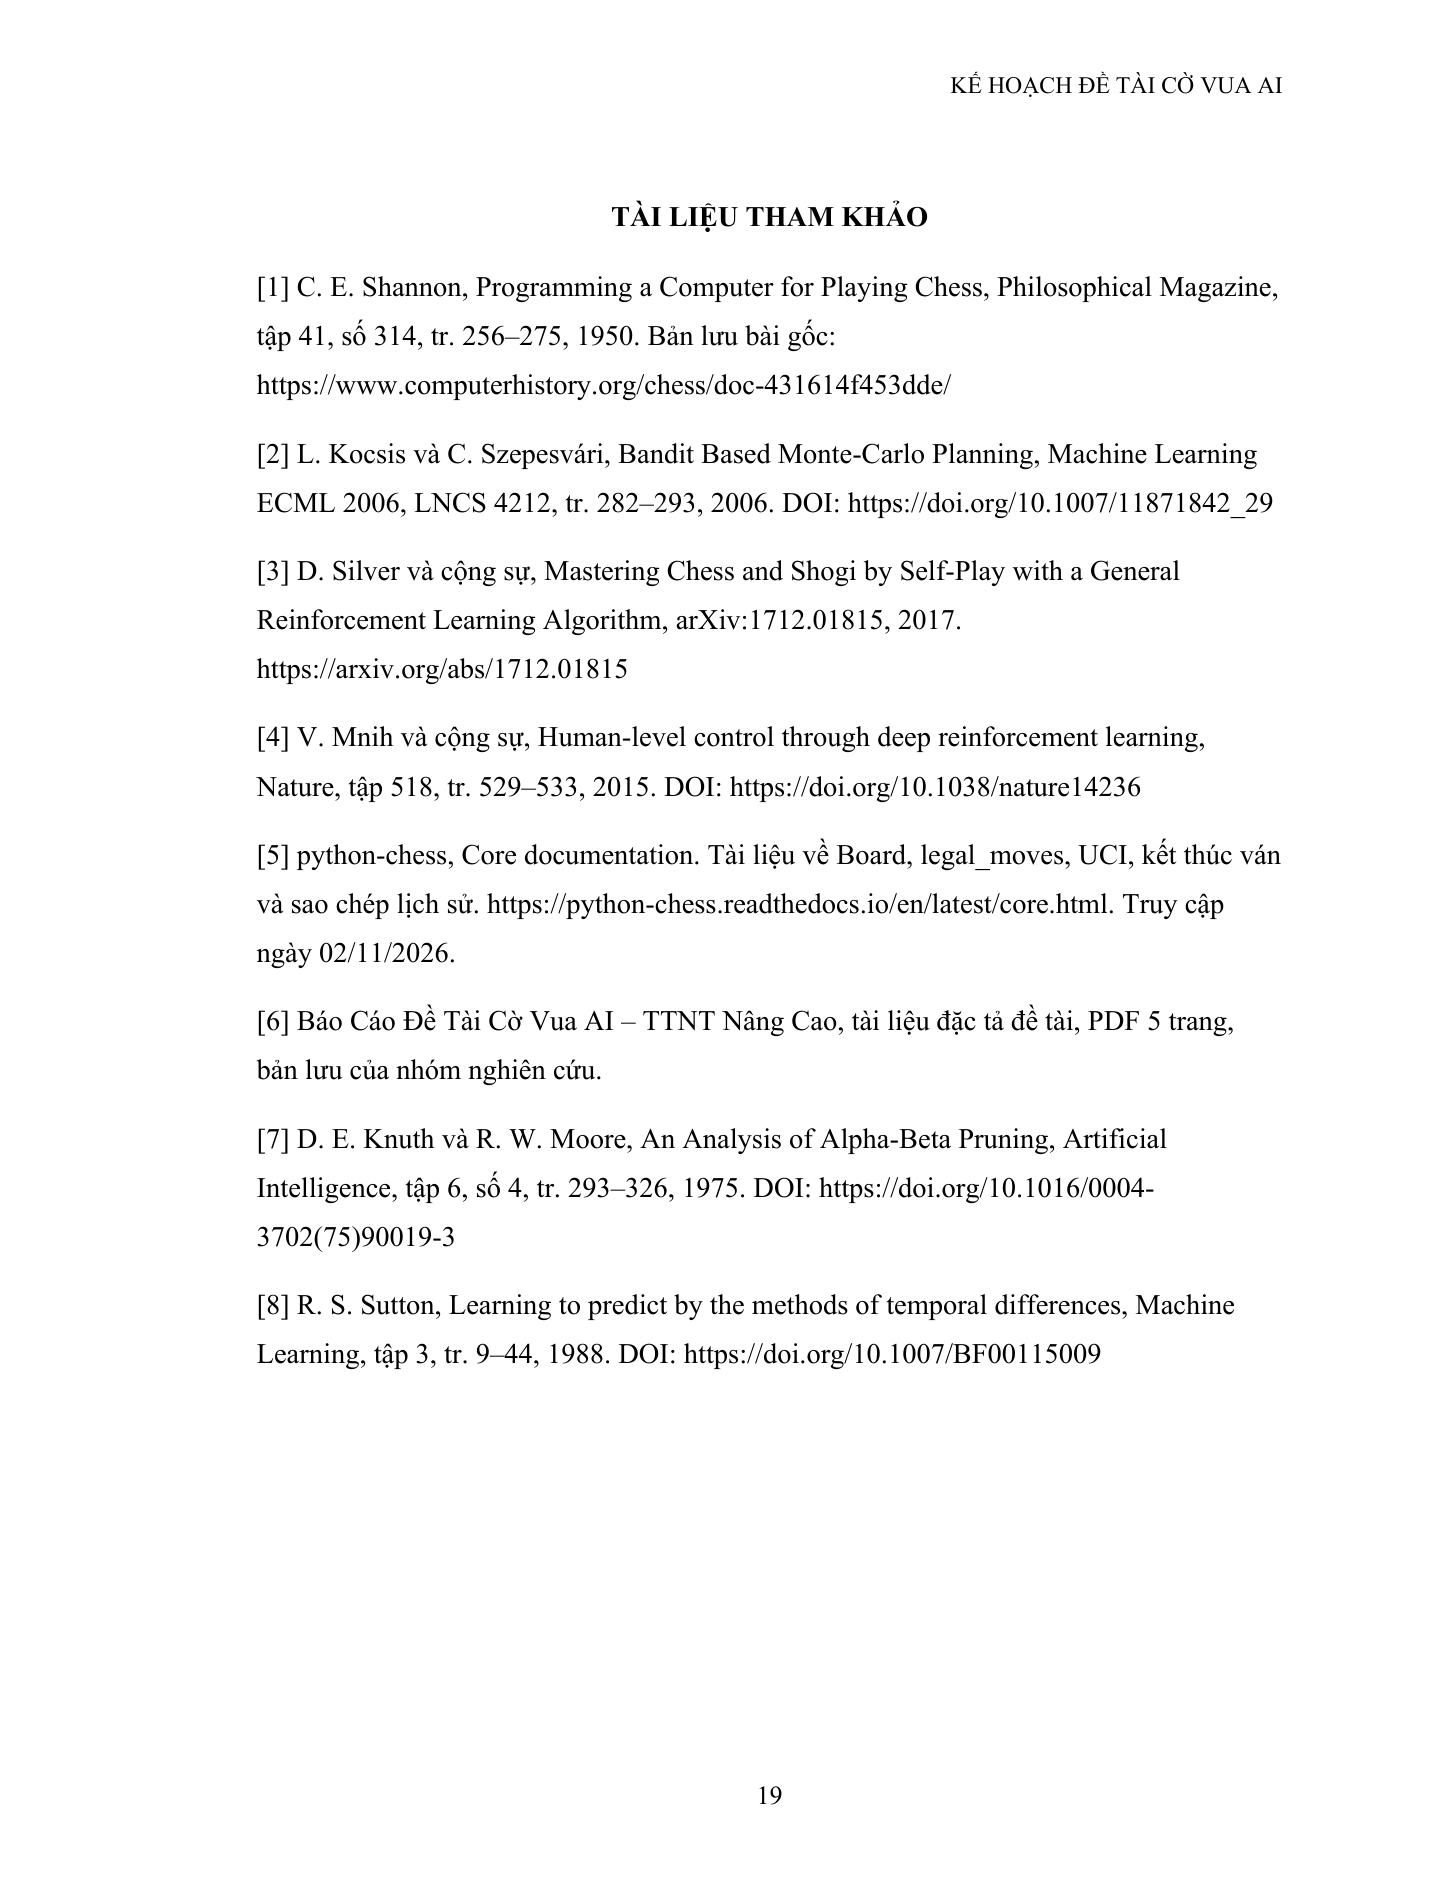 KẾ HOẠCH ĐỀ TÀI CỜ VUA AI
TÀI LIỆU THAM KHẢO
[1] C. E. Shannon, Programming a Computer for Playing Chess, Philosophical Magazine,
tập 41, số 314, tr. 256–275, 1950. Bản lưu bài gốc:
https://www.computerhistory.org/chess/doc-431614f453dde/
[2] L. Kocsis và C. Szepesvári, Bandit Based Monte-Carlo Planning, Machine Learning
ECML 2006, LNCS 4212, tr. 282–293, 2006. DOI: https://doi.org/10.1007/11871842_29
[3] D. Silver và cộng sự, Mastering Chess and Shogi by Self-Play with a General
Reinforcement Learning Algorithm, arXiv:1712.01815, 2017.
https://arxiv.org/abs/1712.01815
[4] V. Mnih và cộng sự, Human-level control through deep reinforcement learning,
Nature, tập 518, tr. 529–533, 2015. DOI: https://doi.org/10.1038/nature14236
[5] python-chess, Core documentation. Tài liệu về Board, legal_moves, UCI, kết thúc ván
và sao chép lịch sử. https://python-chess.readthedocs.io/en/latest/core.html. Truy cập
ngày 02/11/2026.
[6] Báo Cáo Đề Tài Cờ Vua AI – TTNT Nâng Cao, tài liệu đặc tả đề tài, PDF 5 trang,
bản lưu của nhóm nghiên cứu.
[7] D. E. Knuth và R. W. Moore, An Analysis of Alpha-Beta Pruning, Artificial
Intelligence, tập 6, số 4, tr. 293–326, 1975. DOI: https://doi.org/10.1016/0004-
3702(75)90019-3
[8] R. S. Sutton, Learning to predict by the methods of temporal differences, Machine
Learning, tập 3, tr. 9–44, 1988. DOI: https://doi.org/10.1007/BF00115009
19